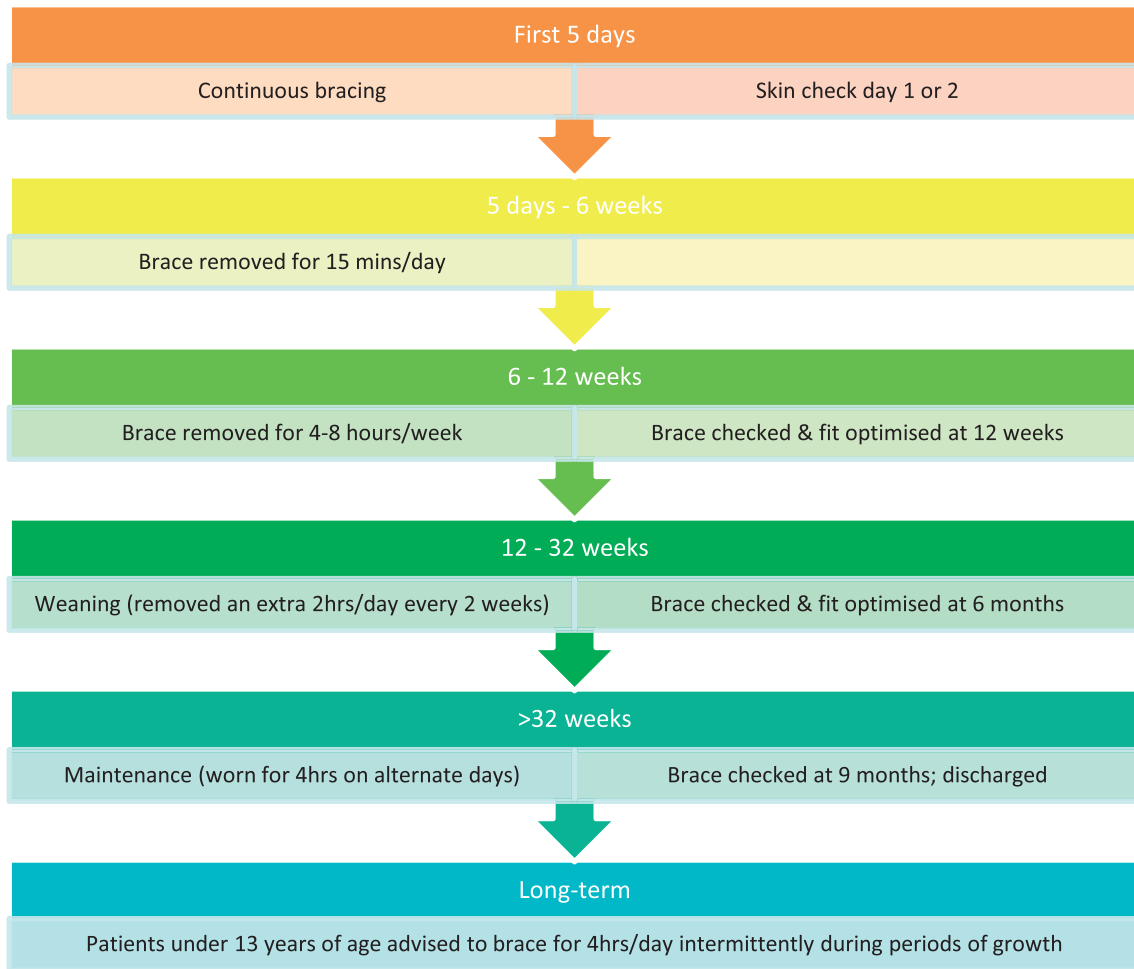 First 5 days
Continuous bracing
Skin check day 1 or 2
5 days - 6 weeks
Brace removed for 15 mins/day
6 - 12 weeks
Brace removed for 4-8 hours/week
Brace checked & fit optimised at 12 weeks
12 - 32 weeks
Weaning (removed an extra 2hrs/day every 2 weeks)
Brace checked & fit optimised at 6 months
>32 weeks
Maintenance (worn for 4hrs on alternate days)
Brace checked at 9 months; discharged
Long-term
Patients under 13 years of age advised to brace for 4hrs/day intermittently during periods of growth